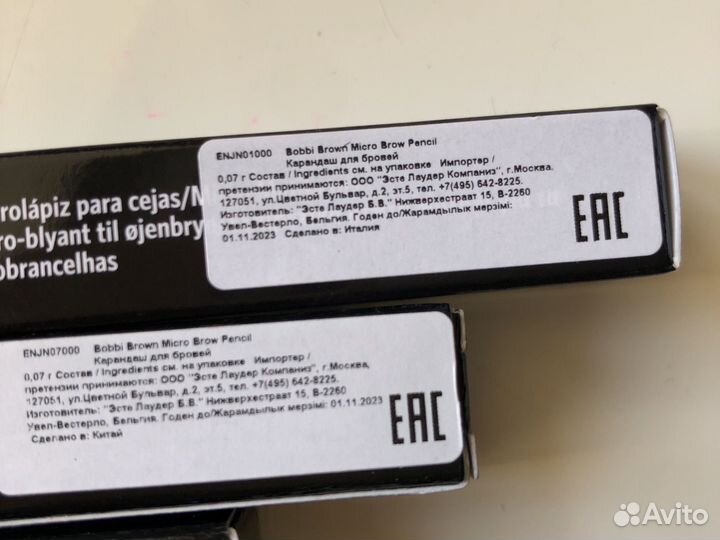 ENJN01000 Bobbi Brown Micro Brow Pencil
Карандаш для бровей
0,07 г Состав / Ingredients см. на упаковке Импортер /
претензии принимаются: ООО "Эсте Лаудер Компаниз", г.Москва,
127051, ул.Цветной Бульвар, д.2, эт.5, тел. +7(495) 642-8225.
Изготовитель: "Эсте Лаудер Б.В." Нижверхестраат 15, B-2260
Увел-Вестерло, Бельгия. Годен до/Жарамдылық мерзімі:
01.11.2023 Сделано в: Италия
EAC
rolápiz para cejas/
ro-blyant til øjenbry
obrancelhas
ENJN07000 Bobbi Brown Micro Brow Pencil
Карандаш для бровей
0,07 г Состав / Ingredients см. на упаковке Импортер /
претензии принимаются: ООО "Эсте Лаудер Компаниз", г.Москва,
127051, ул.Цветной Бульвар, д.2, эт.5, тел. +7(495) 642-8225.
Изготовитель: "Эсте Лаудер Б.В." Нижверхестраат 15, B-2260
Увел-Вестерло, Бельгия. Годен до/Жарамдылық мерзімі: 01.11.2023
Сделано в: Китай
EAC
Avito